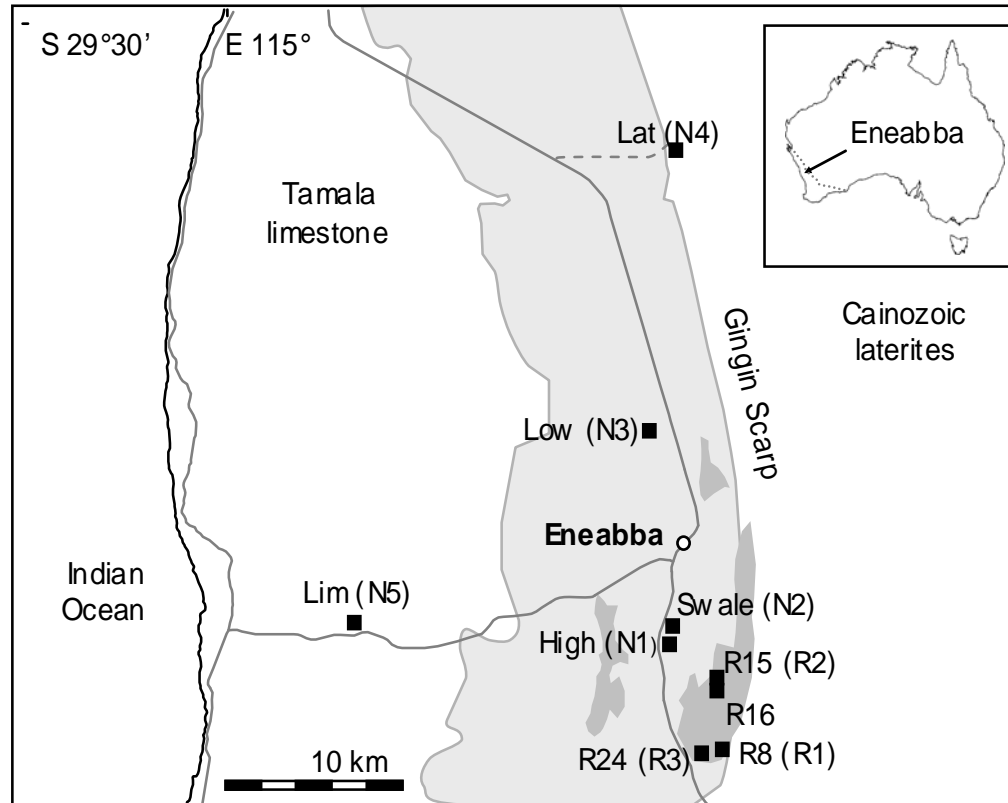 S 29°30’
E 115°
Eneabba
Lat (N4)
Tamala
limestone
Cainozoic
laterites
Gingin Scarp
Low (N3)
Eneabba
Indian
Ocean
Lim (N5)
Swale (N2)
High (N1)
R15 (R2)
R16
R24 (R3)
R8 (R1)
10 km